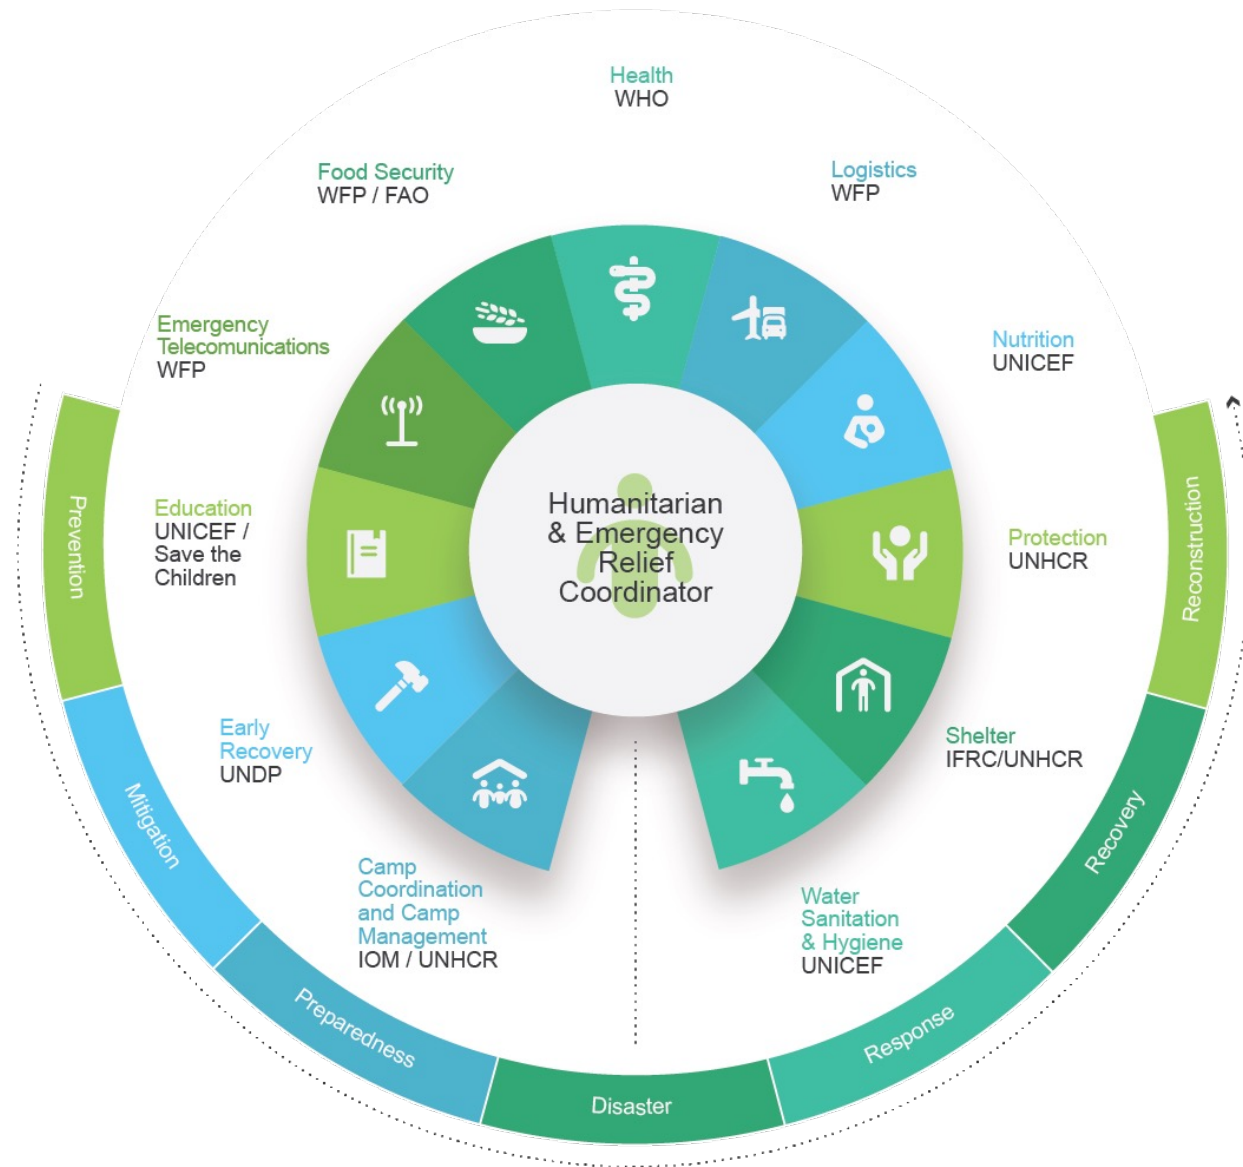 Health
WHO
Food Security
WFP / FAO
Logistics
WFP
Emergency
Telecomunications
WFP
Nutrition
UNICEF
Education
UNICEF /
Save the
Children
Humanitarian
& Emergency
Relief
Coordinator
Protection
UNHCR
Early
Recovery
UNDP
Shelter
IFRC/UNHCR
Camp
Coordination
and Camp
Management
IOM / UNHCR
Water
Sanitation
& Hygiene
UNICEF
Prevention
Mitigation
Preparedness
Disaster
Response
Recovery
Reconstruction